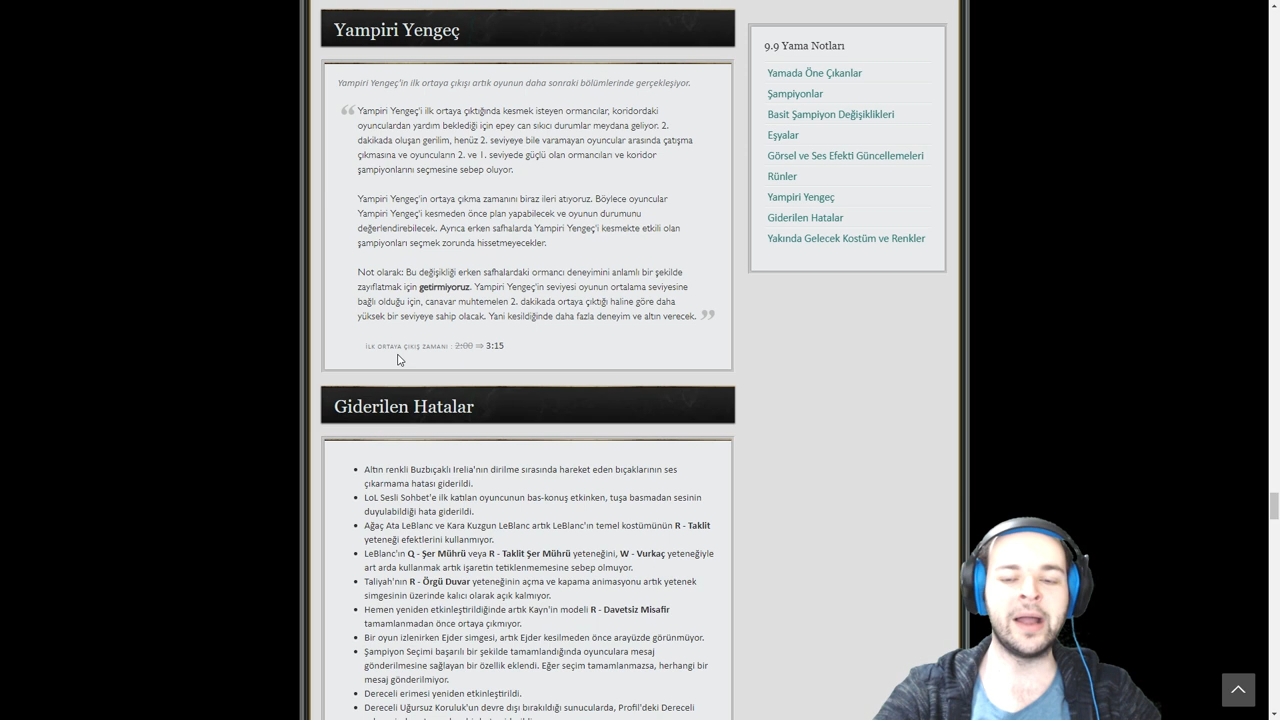 Yampiri Yengeç
Yampiri Yengeç'in ilk ortaya çıkışı artık oyunun daha sonraki bölümlerinde gerçekleşiyor.
Yampiri Yengeç'i ilk ortaya çıktığında kesmek isteyen ormancılar, koridordaki
oyunculardan yardım beklediği için epey can sıkıcı durumlar meydana geliyor. 2.
dakikada oluşan gerilim, henüz 2. seviyeye bile varamayan oyuncular arasında çatışma
çıkmasına ve oyuncuların 2. ve 1. seviyede güçlü olan ormancıları ve koridor
şampiyonlarını seçmesine sebep oluyor.
Yampiri Yengeç'in ortaya çıkma zamanını biraz ileri atıyoruz. Böylece oyuncular
Yampiri Yengeç'i kesmeden önce plan yapabilecek ve oyunun durumunu
değerlendirebilecek. Ayrıca erken safhalarda Yampiri Yengeç'i kesmekte etkili olan
şampiyonları seçmek zorunda hissetmeyecekler.
Not olarak: Bu değişikliği erken safhalardaki ormancı deneyimini anlamlı bir şekilde
zayıflatmak için getirmiyoruz. Yampiri Yengeç'in seviyesi oyunun ortalama seviyesine
bağlı olduğu için, canavar muhtemelen 2. dakikada ortaya çıktığı haline göre daha
yüksek bir seviyeye sahip olacak. Yani kesildiğinde daha fazla deneyim ve altın verecek.
İLK ORTAYA ÇIKIŞ ZAMANI : 2:00 ⇒ 3:15
Giderilen Hatalar
• Altın renkli Buzbıçaklı Irelia'nın dirilme sırasında hareket eden bıçaklarının ses
çıkarmama hatası giderildi.
• LoL Sesli Sohbet'e ilk katılan oyuncunun bas-konuş etkinken, tuşa basmadan sesinin
duyulabildiği hata giderildi.
• Ağaç Ata LeBlanc ve Kara Kuzgun LeBlanc artık LeBlanc'ın temel kostümünün R - Taklit
yeteneği efektlerini kullanmıyor.
• LeBlanc'ın Q - Şer Mührü veya R - Taklit Şer Mührü yeteneğini, W - Vurkaç yeteneğiyle
art arda kullanmak artık işaretin tetiklenmemesine sebep olmuyor.
• Taliyah'nın R - Örgü Duvar yeteneğinin açma ve kapama animasyonu artık yetenek
simgesinin üzerinde kalıcı olarak açık kalmıyor.
• Hemen yeniden etkinleştirildiğinde artık Kayn'in modeli R - Davetsiz Misafir
tamamlanmadan önce ortaya çıkmıyor.
• Bir oyun izlenirken Ejder simgesi, artık Ejder kesilmeden önce arayüzde görünmüyor.
• Şampiyon Seçimi başarılı bir şekilde tamamlandığında oyunculara mesaj
gönderilmesine sağlayan bir özellik eklendi. Eğer seçim tamamlanmazsa, herhangi bir
mesaj gönderilmiyor.
• Dereceli erimesi yeniden etkinleştirildi.
• Dereceli Uğursuz Koruluk'un devre dışı bırakıldığı sunucularda, Profil'deki Dereceli
9.9 Yama Notları
Yamada Öne Çıkanlar
Şampiyonlar
Basit Şampiyon Değişiklikleri
Eşyalar
Görsel ve Ses Efekti Güncellemeleri
Rünler
Yampiri Yengeç
Giderilen Hatalar
Yakında Gelecek Kostüm ve Renkler